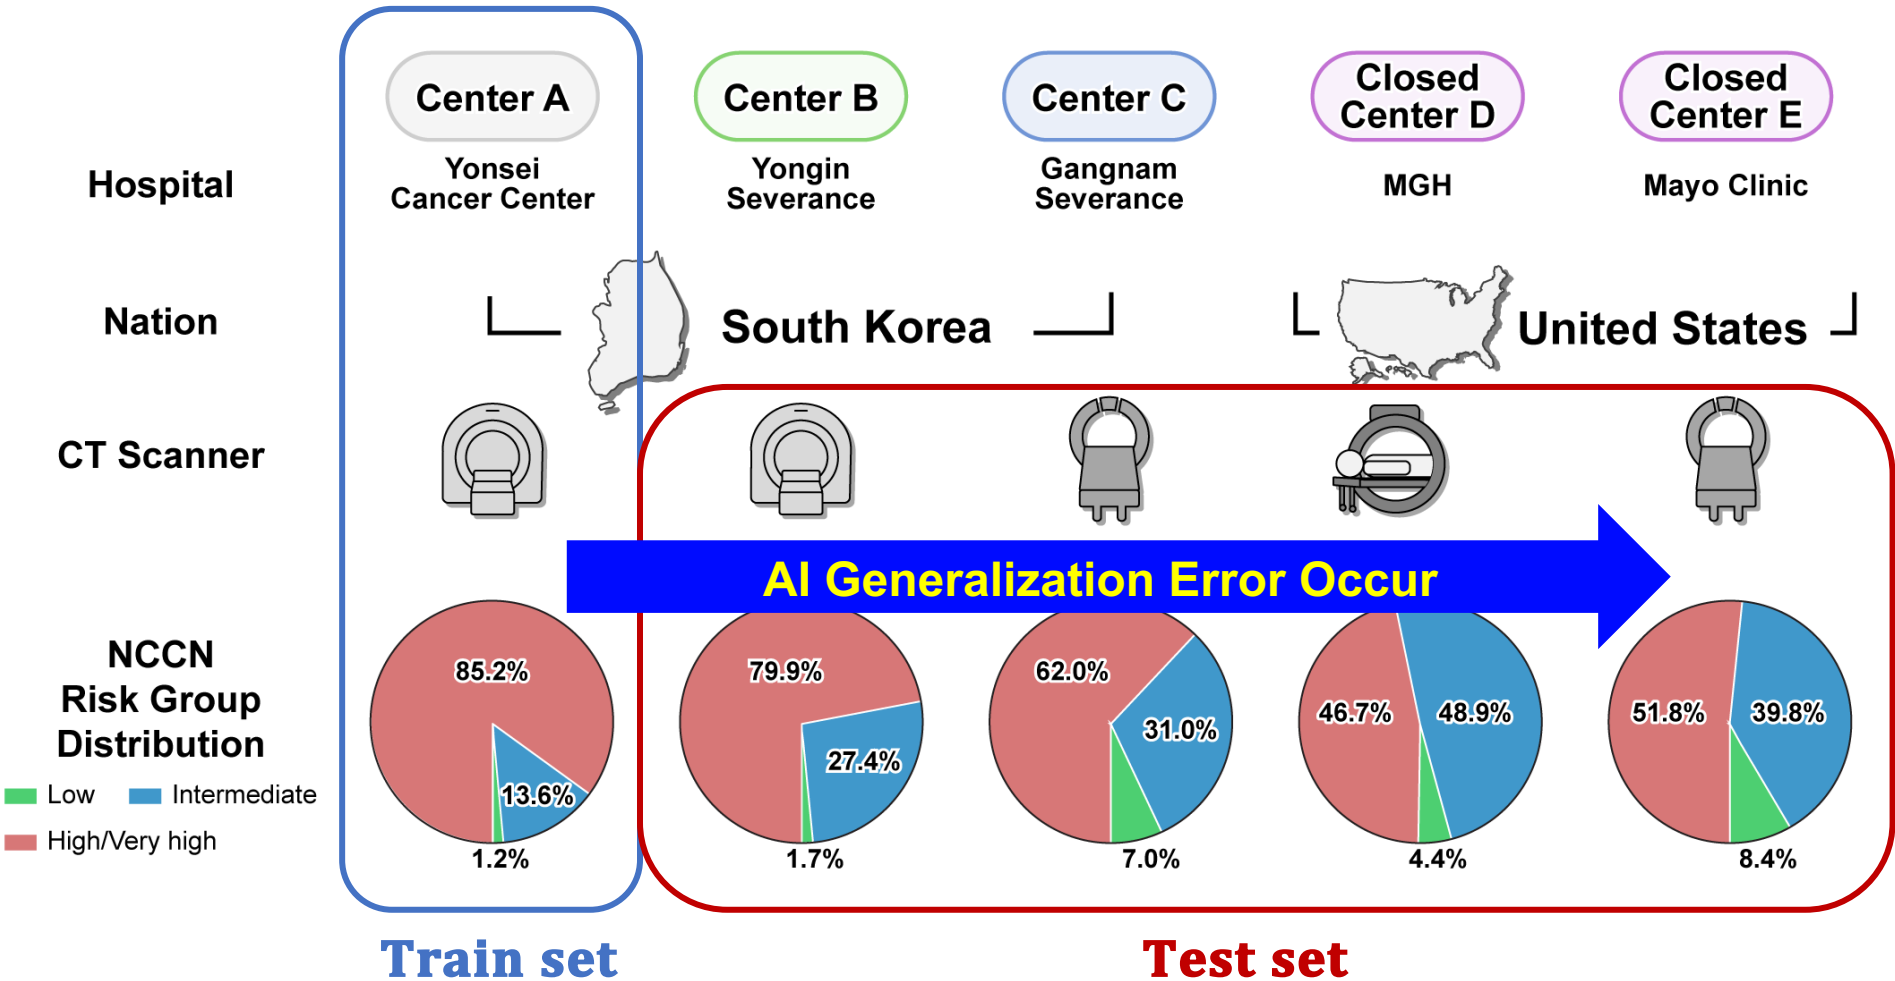 Center A
Center B
Center C
Closed
Center D
Closed
Center E
Hospital
Yonsei
Cancer Center
Yongin
Severance
Gangnam
Severance
MGH
Mayo Clinic
Nation
South Korea
United States
CT Scanner
AI Generalization Error Occur
NCCN
Risk Group
Distribution
Low
Intermediate
High/Very high
85.2%
13.6%
1.2%
79.9%
27.4%
1.7%
62.0%
31.0%
7.0%
46.7%
48.9%
4.4%
51.8%
39.8%
8.4%
Train set
Test set